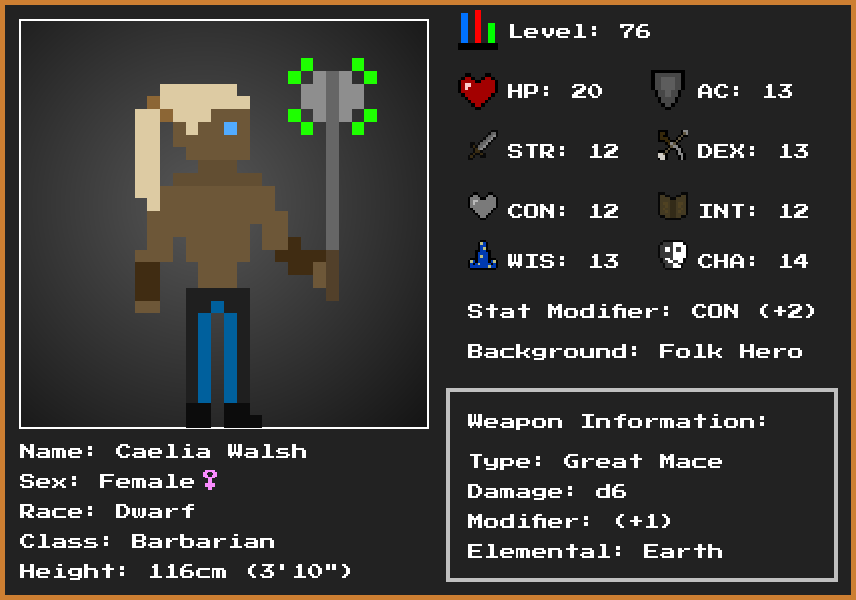 Level: 76
HP: 20
AC: 13
STR: 12
DEX: 13
CON: 12
INT: 12
WIS: 13
CHA: 14
Stat Modifier: CON (+2)
Background: Folk Hero
Weapon Information:
Type: Great Mace
Damage: d6
Modifier: (+1)
Elemental: Earth
Name: Caelia Walsh
Sex: Female♀
Race: Dwarf
Class: Barbarian
Height: 116cm (3'10")